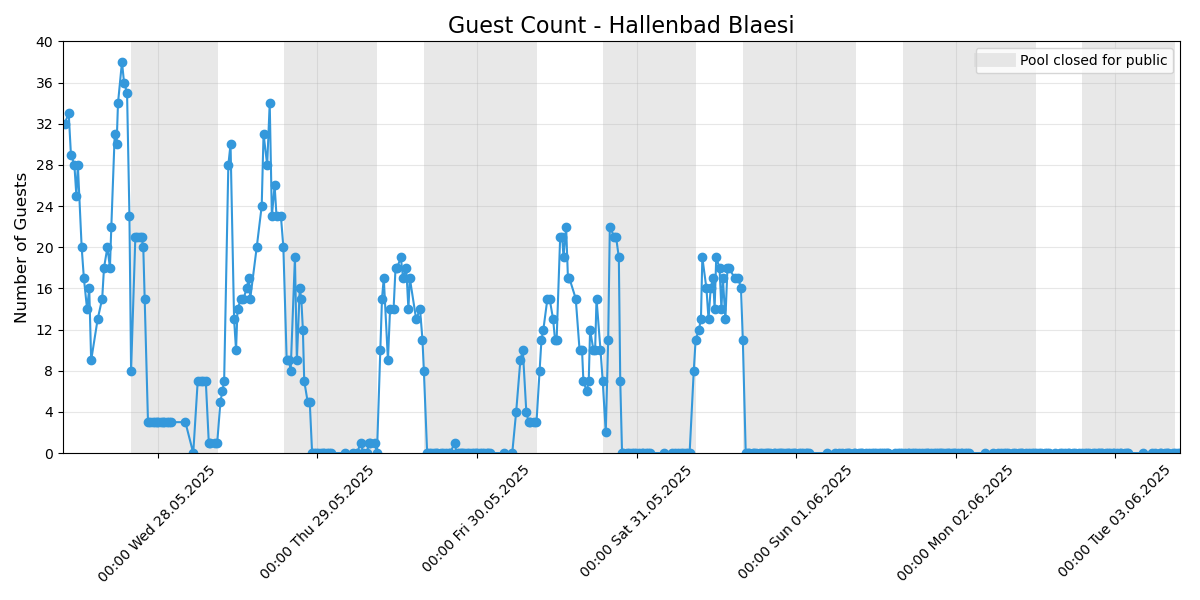 Guest Count - Hallenbad Blaesi
Pool closed for public
Number of Guests
40
36
32
28
24
20
16
12
8
4
0
00:00 Wed 28.05.2025
00:00 Thu 29.05.2025
00:00 Fri 30.05.2025
00:00 Sat 31.05.2025
00:00 Sun 01.06.2025
00:00 Mon 02.06.2025
00:00 Tue 03.06.2025